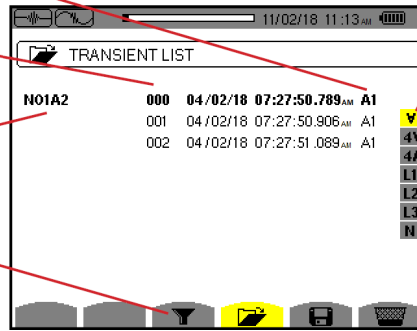 11/02/18 11:13 AM
TRANSIENT LIST
N01A2 000 04/02/18 07:27:50.789 AM A1
001 04/02/18 07:27:50.906 AM A1
002 04/02/18 07:27:51.089 AM A1
∀
4V
4A
L1
L2
L3
N